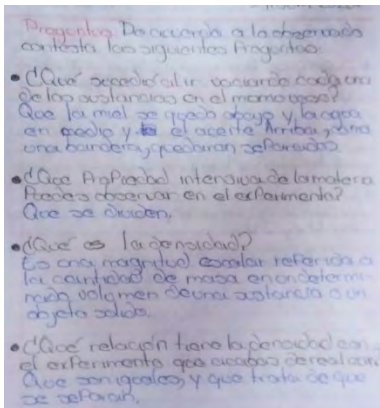 Preguntas De acuerdo a lo observado
contesta las siguientes Preguntas.
• ¿Qué sucedió al ir vaciando cada una
de las sustancias en el mismo vaso?
Que la miel se quedo abajo y la agua
en medio y el aceite Arriba, como
una bandera, quedaron separados.
• ¿Que Propiedad intensiva de la materia
Puedes observar en el experimento?
Que se dividen.
• ¿Qué es la densidad?
Es una magnitud escalar referida a
la cantidad de masa en un determi-
volumen de una sustancia o un
objeto solido.
• ¿Qué relación tiene la densidad con
el experimento que acabas de realizar
Que son iguales, y que trata de que
se separan.